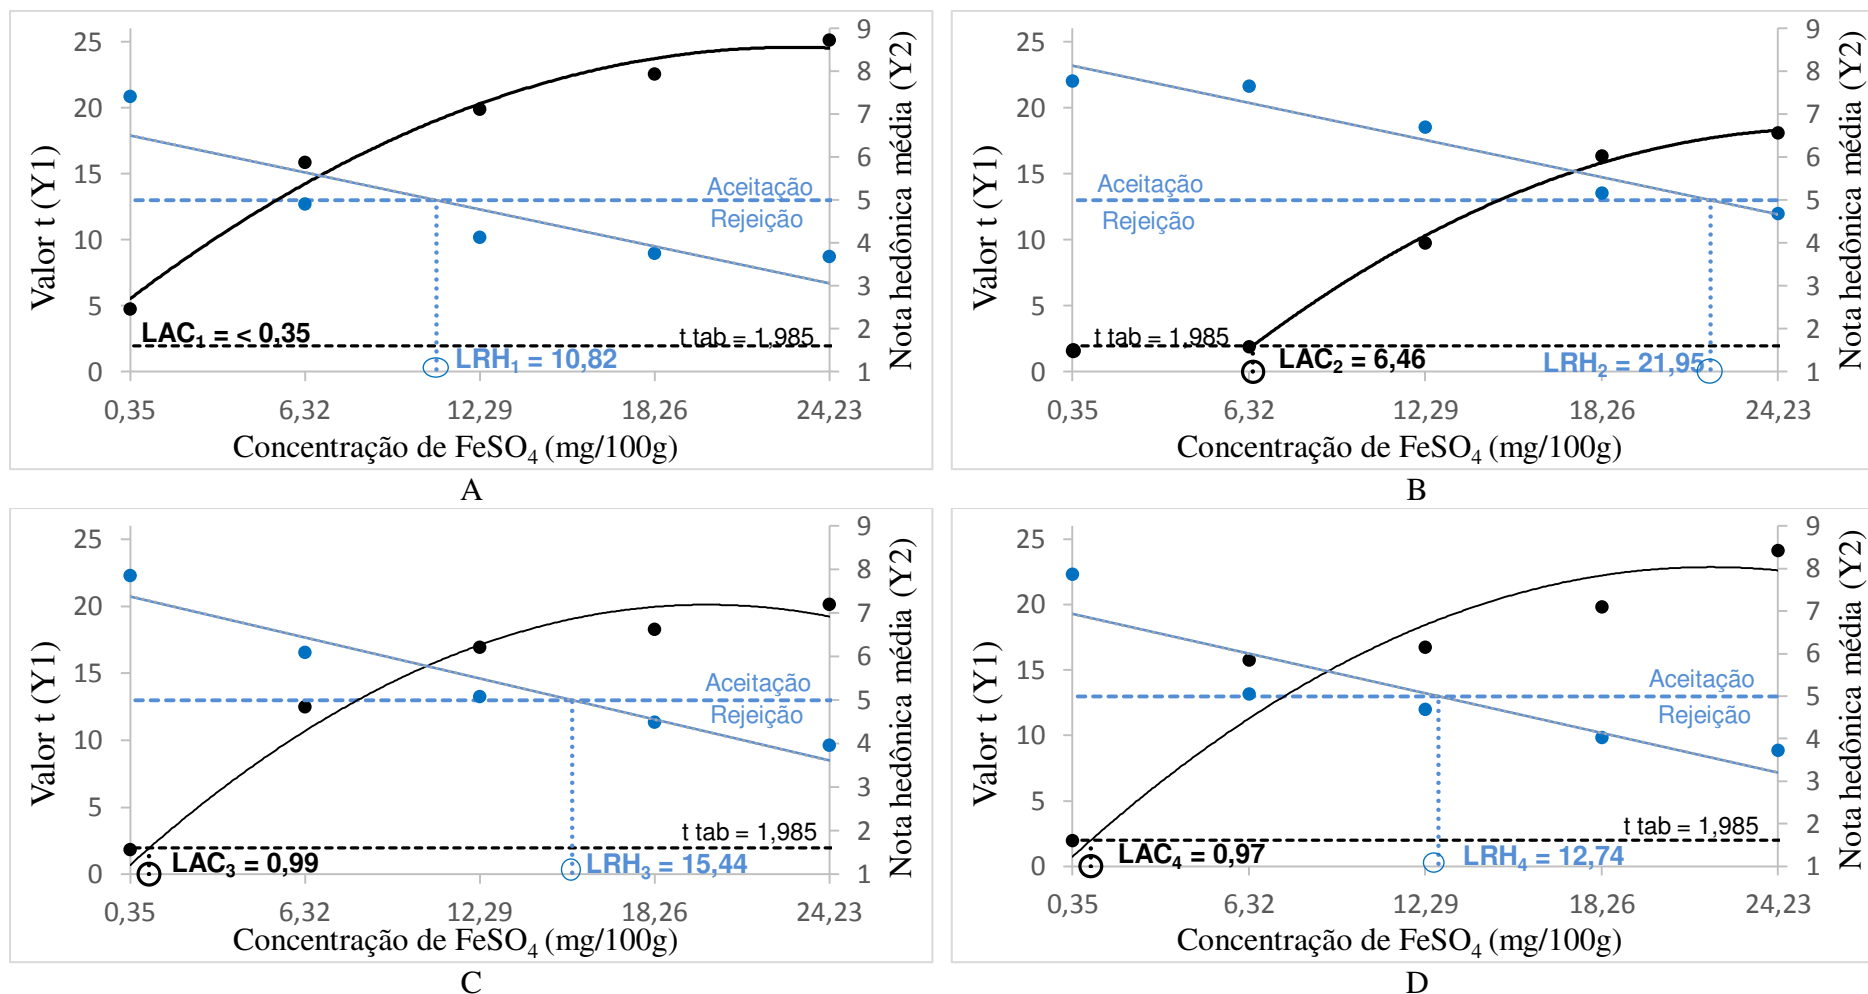 25
20
15
10
5
0
Valor t (Y1)
9
8
7
6
5
4
3
2
1
Nota hedônica média (Y2)
Aceitação
Rejeição
LAC1 = < 0,35
t tab = 1,985
LRH1 = 10,82
0,35 6,32 12,29 18,26 24,23
Concentração de FeSO4 (mg/100g)
A
25
20
15
10
5
0
Valor t (Y1)
9
8
7
6
5
4
3
2
1
Nota hedônica média (Y2)
Aceitação
Rejeição
t tab = 1,985
LAC2 = 6,46
LRH2 = 21,95
0,35 6,32 12,29 18,26 24,23
Concentração de FeSO4 (mg/100g)
B
25
20
15
10
5
0
Valor t (Y1)
9
8
7
6
5
4
3
2
1
Nota hedônica média (Y2)
Aceitação
Rejeição
t tab = 1,985
LAC3 = 0,99
LRH3 = 15,44
0,35 6,32 12,29 18,26 24,23
Concentração de FeSO4 (mg/100g)
C
25
20
15
10
5
0
Valor t (Y1)
9
8
7
6
5
4
3
2
1
Nota hedônica média (Y2)
Aceitação
Rejeição
t tab = 1,985
LAC4 = 0,97
LRH4 = 12,74
0,35 6,32 12,29 18,26 24,23
Concentração de FeSO4 (mg/100g)
D